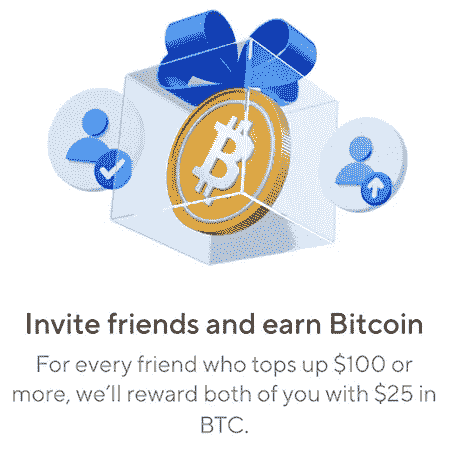 Invite friends and earn Bitcoin
For every friend who tops up $100 or
more, we'll reward both of you with $25 in
BTC.